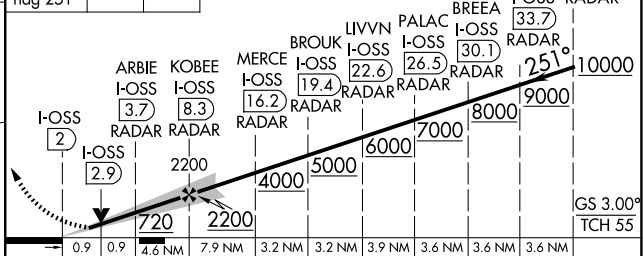 hdg 251°
I-OSS 33.7 RADAR
RADAR
BREEA I-OSS 30.1 RADAR
PALAC I-OSS 26.5 RADAR
LIVVN I-OSS 22.6 RADAR
BROUK I-OSS 19.4 RADAR
MERCE I-OSS 16.2 RADAR
KOBEE I-OSS 8.3 RADAR
ARBIE I-OSS 3.7 RADAR
I-OSS 2
I-OSS 2.9
251°
10000
9000
8000
7000
6000
5000
4000
2200
2200
720
GS 3.00°
TCH 55
0.9 0.9 4.6 NM 7.9 NM 3.2 NM 3.2 NM 3.9 NM 3.6 NM 3.6 NM 3.6 NM